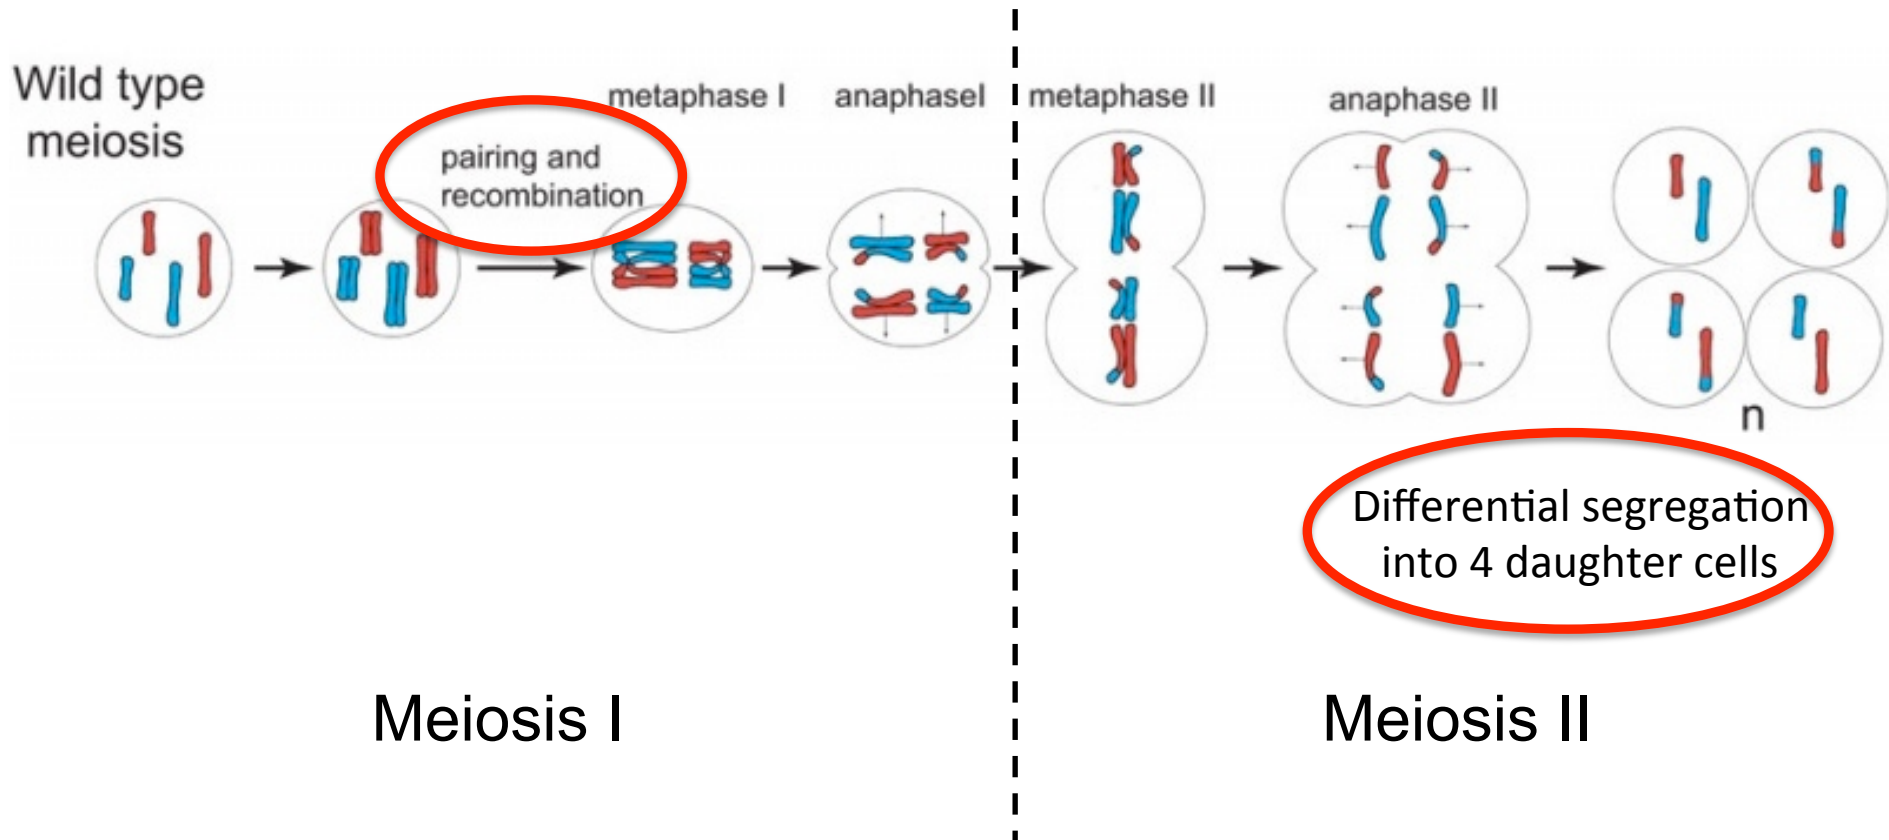 Wild type
meiosis
pairing and
recombination
metaphase I
anaphaseI
metaphase II
anaphase II
n
Differential segregation
into 4 daughter cells
Meiosis I
Meiosis II